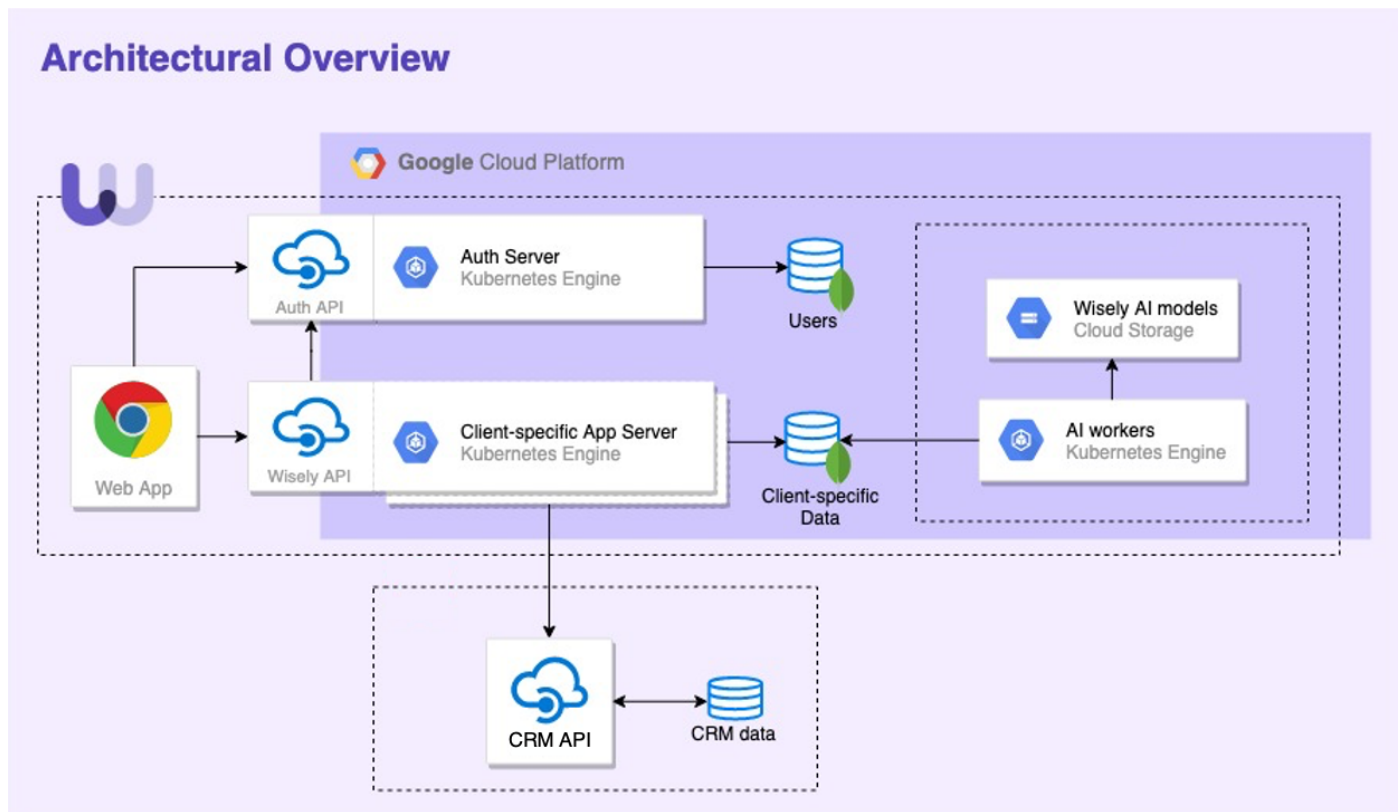 Architectural Overview
Google Cloud Platform
Auth API
Auth Server
Kubernetes Engine
Users
Wisely AI models
Cloud Storage
Web App
Wisely API
Client-specific App Server
Kubernetes Engine
Client-specific
Data
AI workers
Kubernetes Engine
CRM API
CRM data